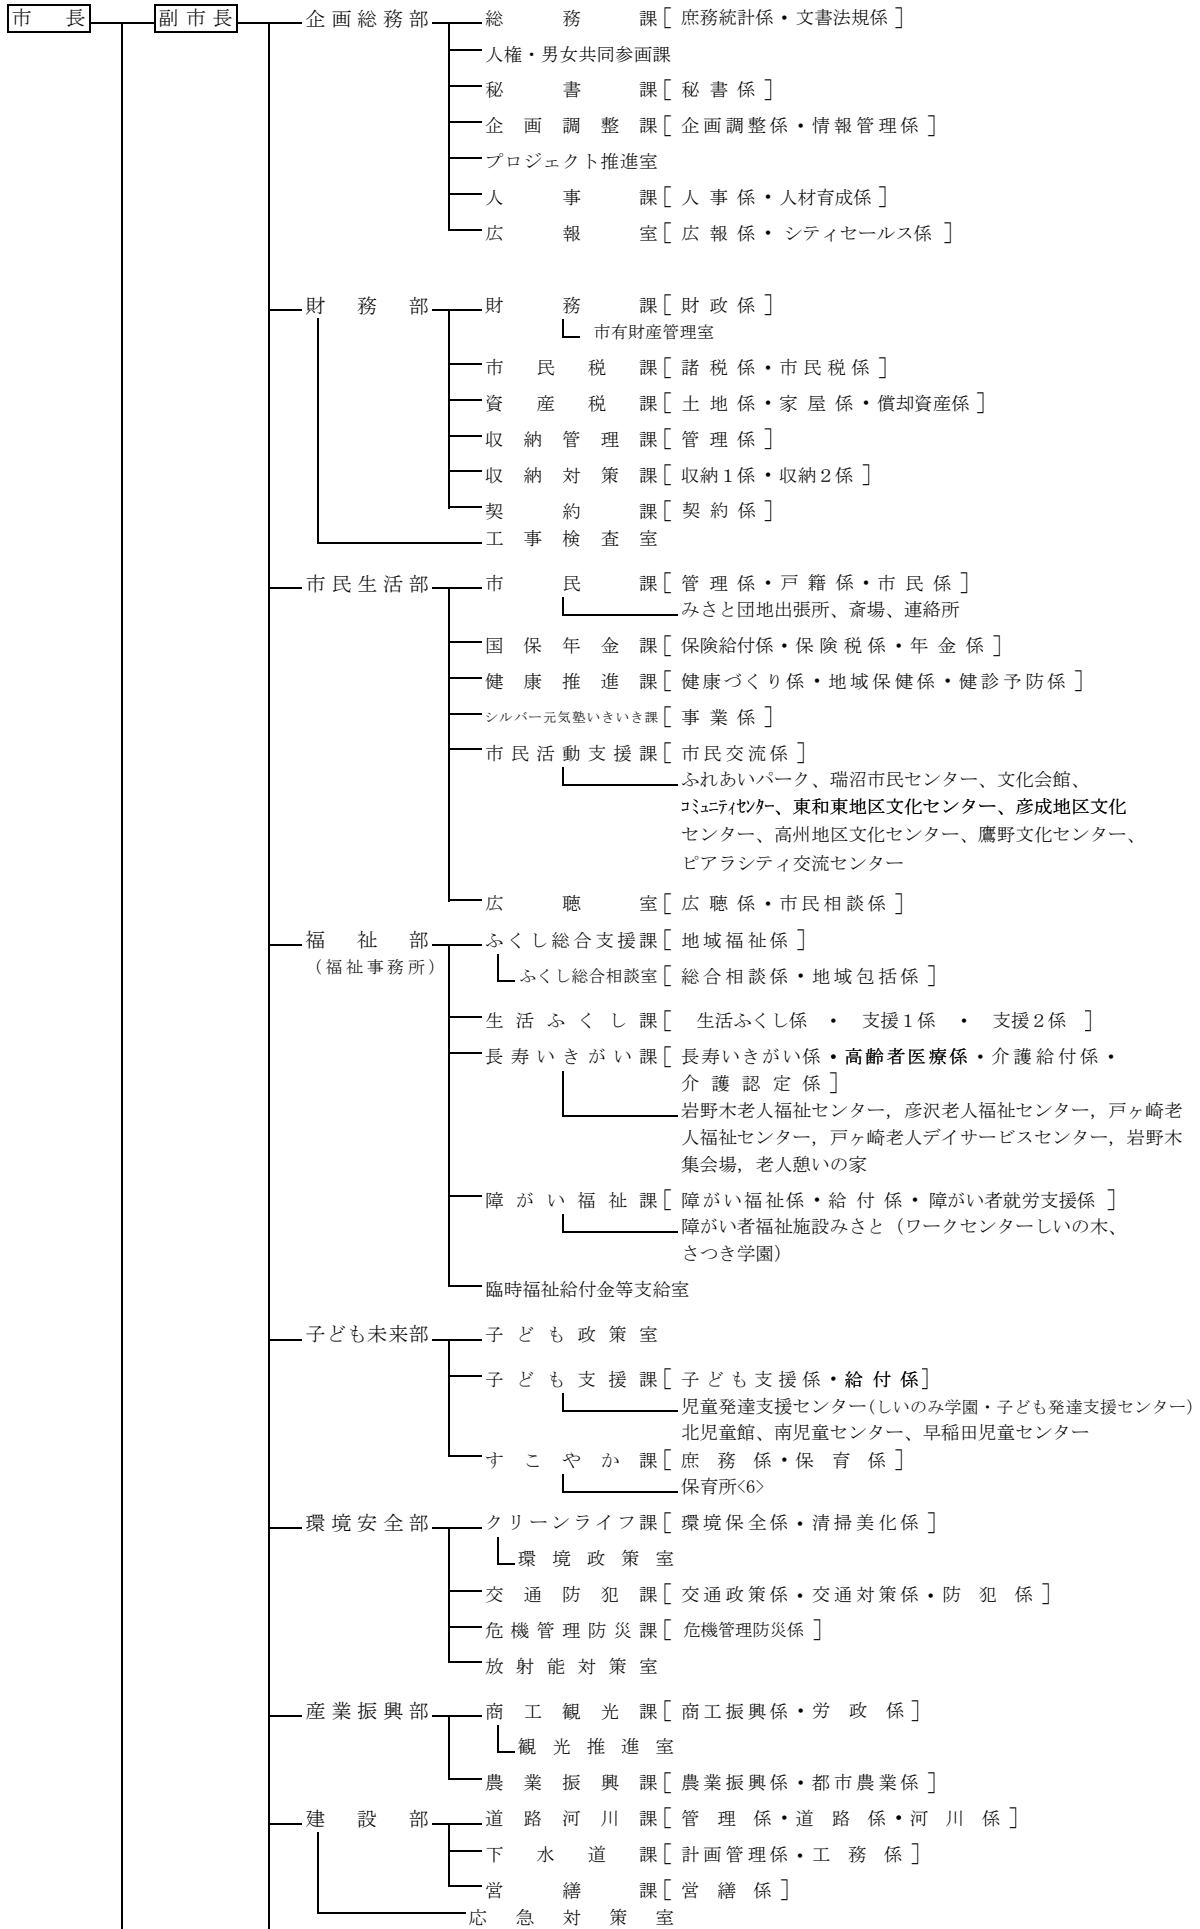 市長 副市長 企画総務部 総務課[庶務統計係・文書法規係]
人権・男女共同参画課
秘書課[秘書係]
企画調整課[企画調整係・情報管理係]
プロジェクト推進室
人事課[人事係・人材育成係]
広報室[広報係・シティセールス係]
財務部 財務課[財政係]
市有財産管理室
市民税課[諸税係・市民税係]
資産税課[土地係・家屋係・償却資産係]
収納管理課[管理係]
収納対策課[収納1係・収納2係]
契約課[契約係]
工事検査室
市民生活部 市民課[管理係・戸籍係・市民係]
みさと団地出張所、斎場、連絡所
国保年金課[保険給付係・保険税係・年金係]
健康推進課[健康づくり係・地域保健係・健診予防係]
シルバー元気塾いきいき課[事業係]
市民活動支援課[市民交流係]
ふれあいパーク、瑞沼市民センター、文化会館、
コミュニティセンター、東和東地区文化センター、彦成地区文化
センター、高州地区文化センター、鷹野文化センター、
ピアラシティ交流センター
広聴室[広聴係・市民相談係]
福祉部 ふくし総合支援課[地域福祉係]
(福祉事務所) ふくし総合相談室[総合相談係・地域包括係]
生活ふくし課[生活ふくし係・支援1係・支援2係]
長寿いきがい課[長寿いきがい係・高齢者医療係・介護給付係・
介護認定係]
岩野木老人福祉センター,彦沢老人福祉センター,戸ヶ崎老
人福祉センター,戸ヶ崎老人デイサービスセンター,岩野木
集会場,老人憩いの家
障がい福祉課[障がい福祉係・給付係・障がい者就労支援係]
障がい者福祉施設みさと(ワークセンターしいの木、
さつき学園)
臨時福祉給付金等支給室
子ども未来部 子ども政策室
子ども支援課[子ども支援係・給付係]
児童発達支援センター(しいのみ学園・子ども発達支援センター)
北児童館、南児童センター、早稲田児童センター
すこやか課[庶務係・保育係]
保育所<6>
環境安全部 クリーンライフ課[環境保全係・清掃美化係]
環境政策室
交通防犯課[交通政策係・交通対策係・防犯係]
危機管理防災課[危機管理防災係]
放射能対策室
産業振興部 商工観光課[商工振興係・労政係]
観光推進室
農業振興課[農業振興係・都市農業係]
建設部 道路河川課[管理係・道路係・河川係]
下水道課[計画管理係・工務係]
営繕課[営繕係]
応急対策室